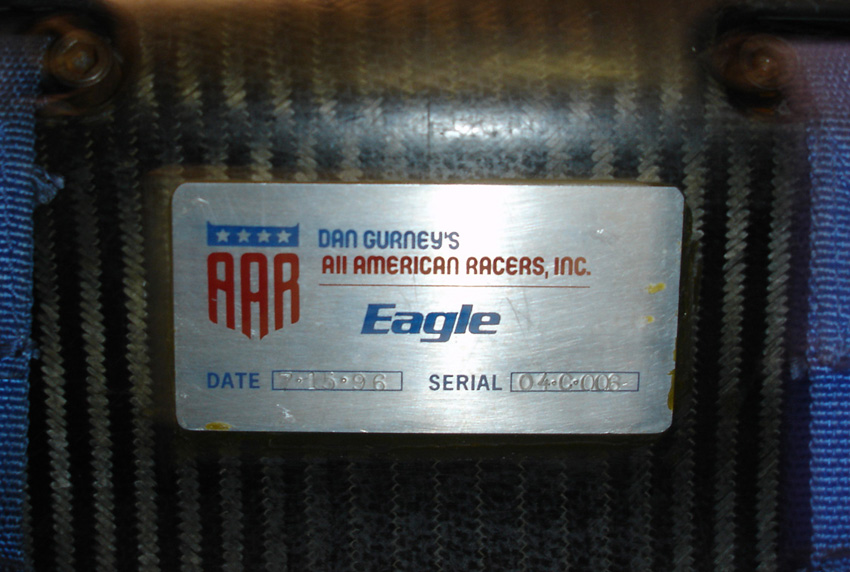 AAR
DAN GURNEY'S
All AMERICAN RACERS, INC.
Eagle
DATE 7·15·96 SERIAL 04·C·006